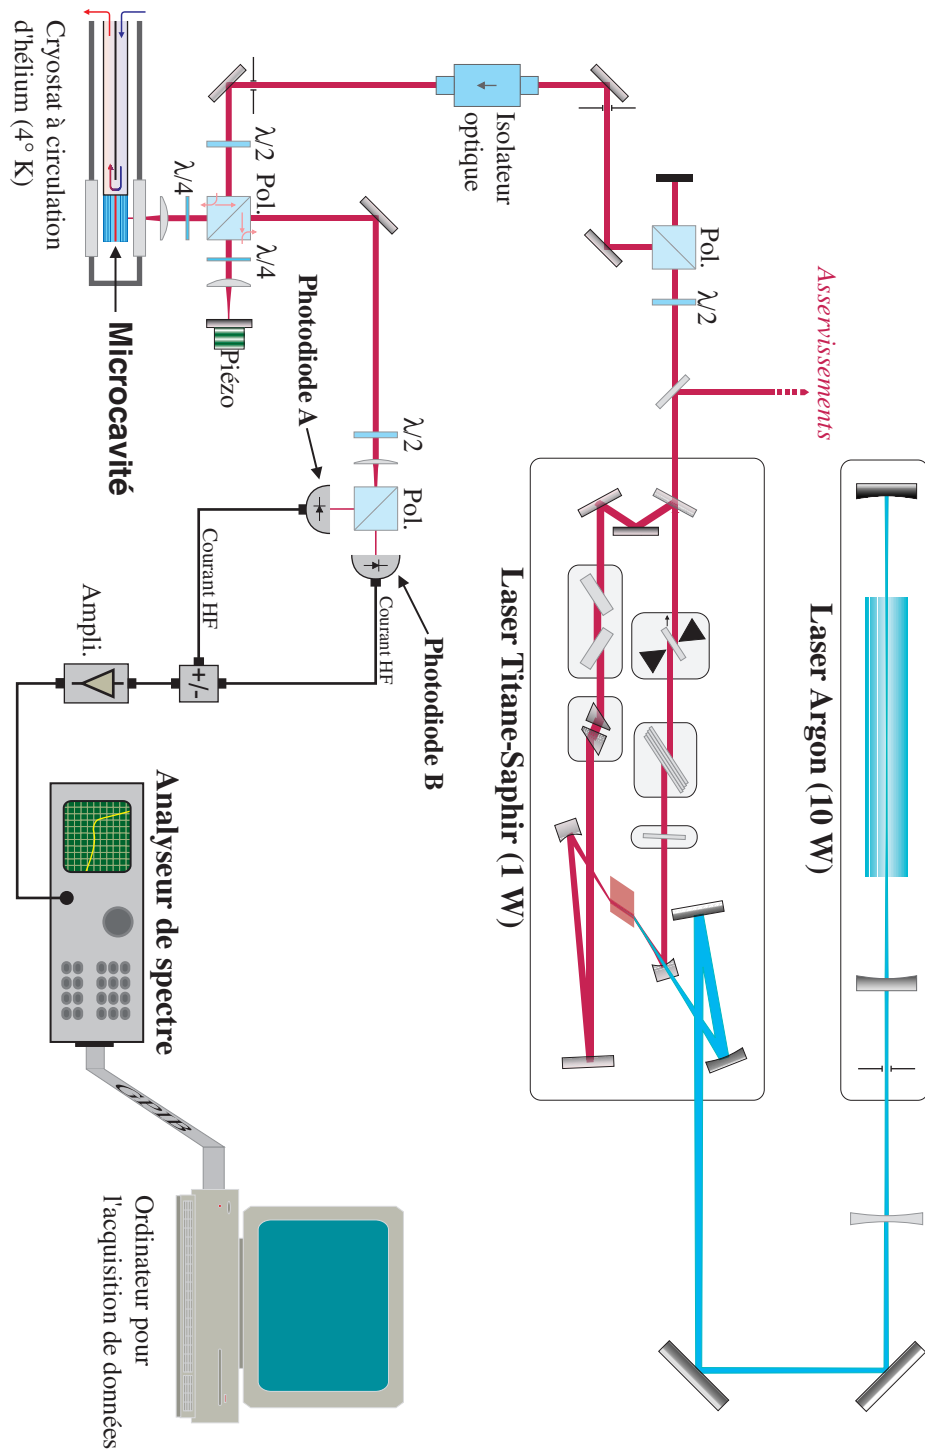 Laser Argon (10 W)
Asservissements
Laser Titane-Saphir (1 W)
λ/2
Pol.
Isolateur
optique
λ/2
Pol.
λ/4
λ/4
Cryostat à circulation
d'hélium (4° K)
Microcavité
Piézo
Photodiode A
λ/2
Pol.
Photodiode B
Courant HF
Courant HF
+/-
Ampli.
Analyseur de spectre
GPIB
Ordinateur pour
l'acquisition de données